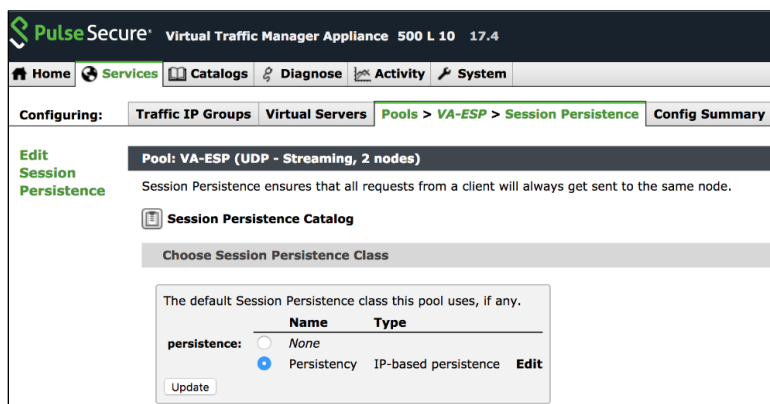 Pulse Secure® Virtual Traffic Manager Appliance 500 L 10 17.4
Home Services Catalogs Diagnose Activity System
Configuring: Traffic IP Groups Virtual Servers Pools > VA-ESP > Session Persistence Config Summary
Edit
Session
Persistence
Pool: VA-ESP (UDP - Streaming, 2 nodes)
Session Persistence ensures that all requests from a client will always get sent to the same node.
Session Persistence Catalog
Choose Session Persistence Class
The default Session Persistence class this pool uses, if any.
Name Type
persistence: None
Persistency IP-based persistence Edit
Update